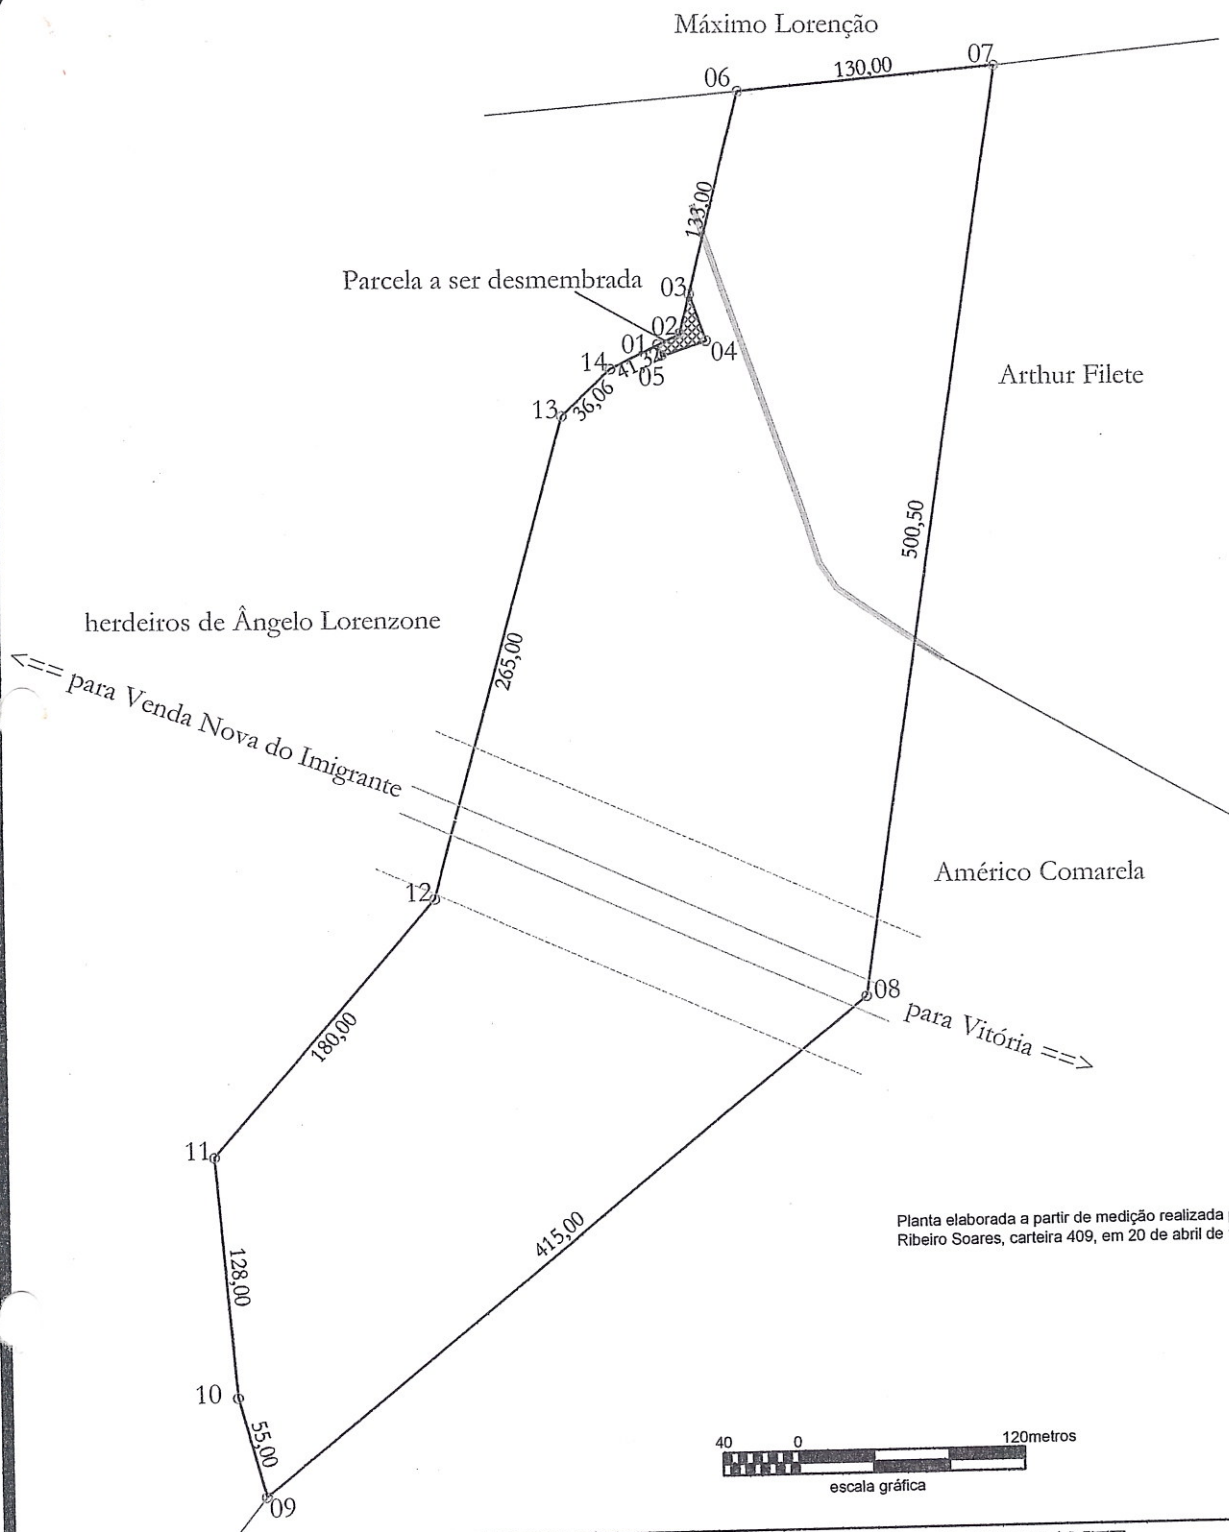 Máximo Lorenção
07
06
130,00
133,00
Parcela a ser desmembrada
03
02
01
04
14
41,32
05
36,06
13
Arthur Filete
500,50
herdeiros de Ângelo Lorenzone
265,00
<== para Venda Nova do Imigrante
Américo Comarela
12
08
para Vitória ==>
180,00
11
Planta elaborada a partir de medição realizada
Ribeiro Soares, carteira 409, em 20 de abril de
415,00
128,00
10
55,00
40 0 120metros
escala gráfica
09